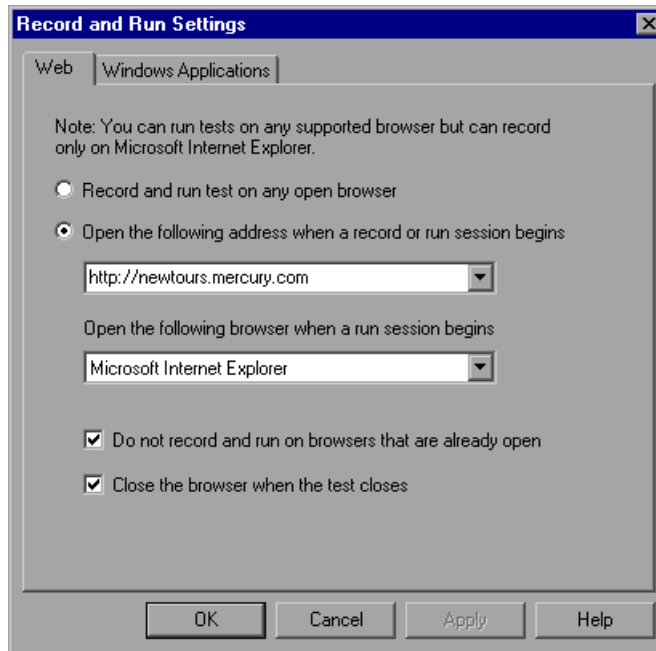 Record and Run Settings
Web
Windows Applications
Note: You can run tests on any supported browser but can record
only on Microsoft Internet Explorer.
Record and run test on any open browser
Open the following address when a record or run session begins
http://newtours.mercury.com
Open the following browser when a run session begins
Microsoft Internet Explorer
Do not record and run on browsers that are already open
Close the browser when the test closes
OK
Cancel
Apply
Help